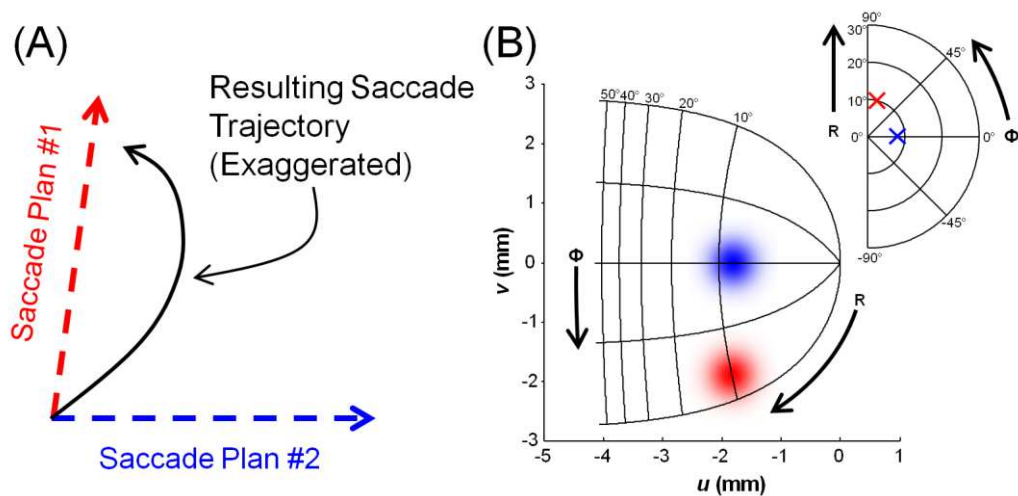 (A)
Saccade Plan #1
Resulting Saccade
Trajectory
(Exaggerated)
Saccade Plan #2
(B)
3
2
1
0
-1
-2
-3
v (mm)
-5
-4
-3
-2
-1
0
1
u (mm)
50°
40°
30°
20°
10°
Φ
R
90°
30°
20°
10°
0°
45°
0°
-45°
-90°
R
Φ